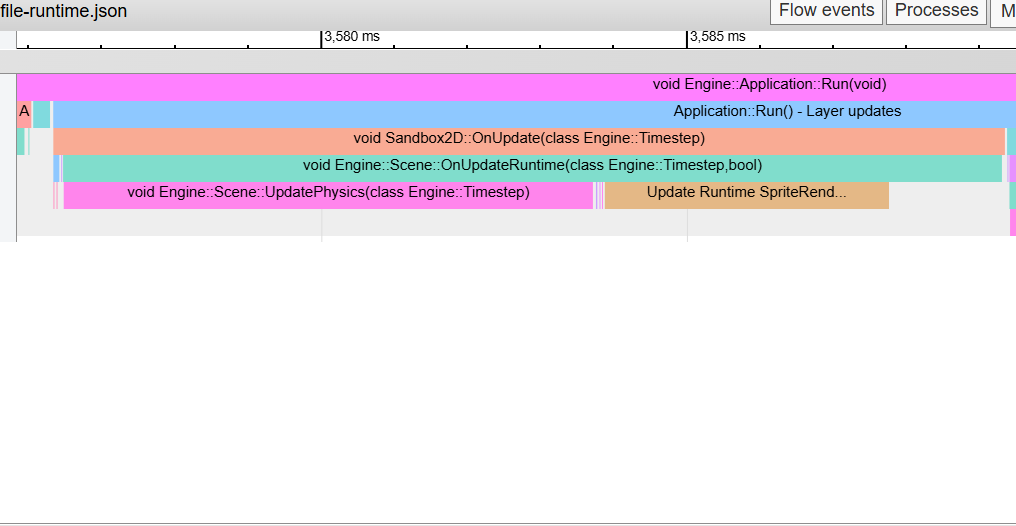 file-runtime.json
Flow events
Processes
M
3,580 ms
3,585 ms
void Engine::Application::Run(void)
A
Application::Run() - Layer updates
void Sandbox2D::OnUpdate(class Engine::Timestep)
void Engine::Scene::OnUpdateRuntime(class Engine::Timestep,bool)
void Engine::Scene::UpdatePhysics(class Engine::Timestep)
Update Runtime SpriteRend...